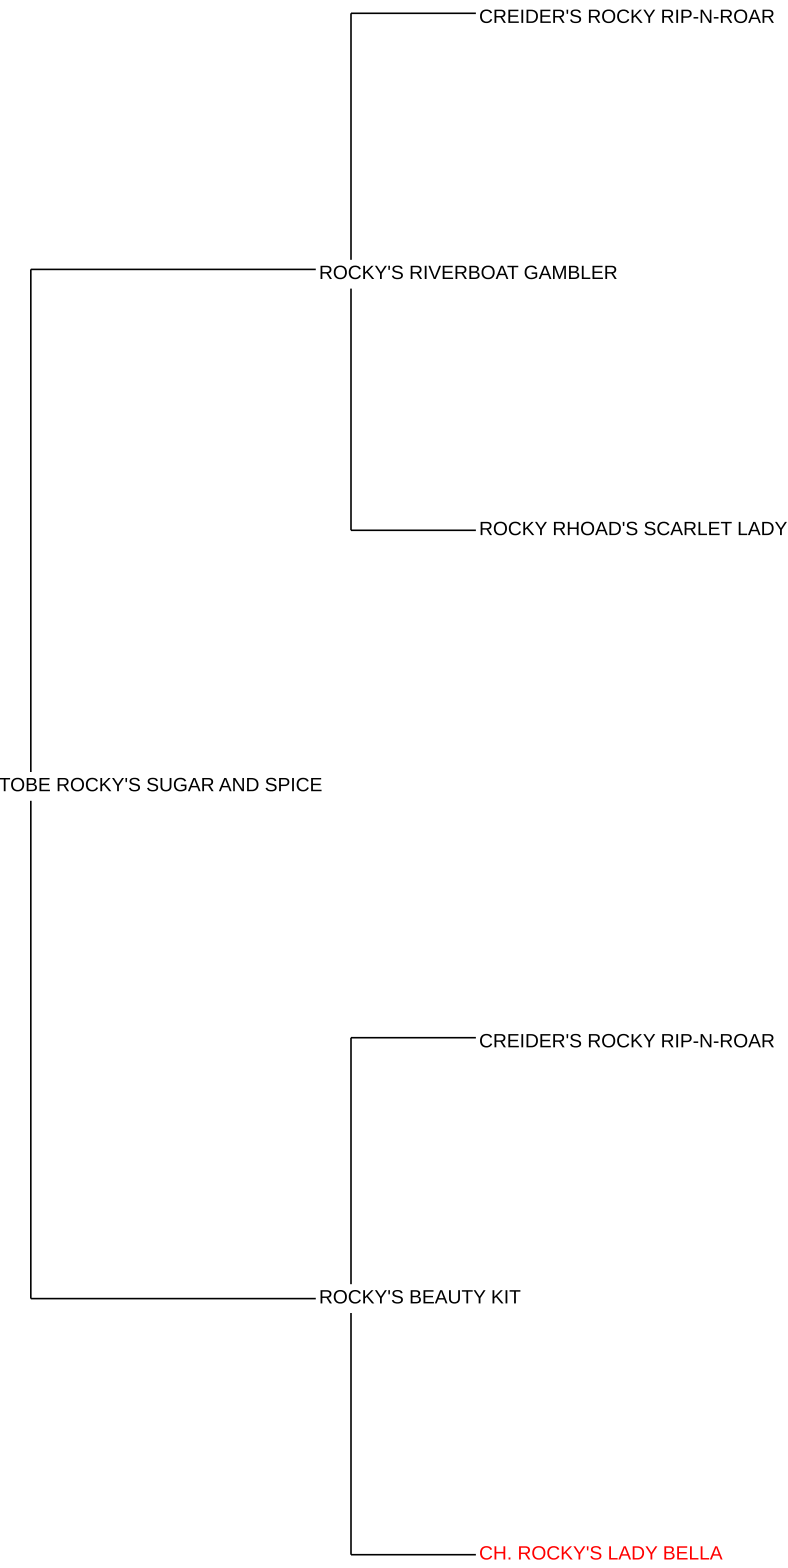 CREIDER'S ROCKY RIP-N-ROAR
ROCKY'S RIVERBOAT GAMBLER
ROCKY RHOAD'S SCARLET LADY
TOBE ROCKY'S SUGAR AND SPICE
CREIDER'S ROCKY RIP-N-ROAR
ROCKY'S BEAUTY KIT
CH. ROCKY'S LADY BELLA